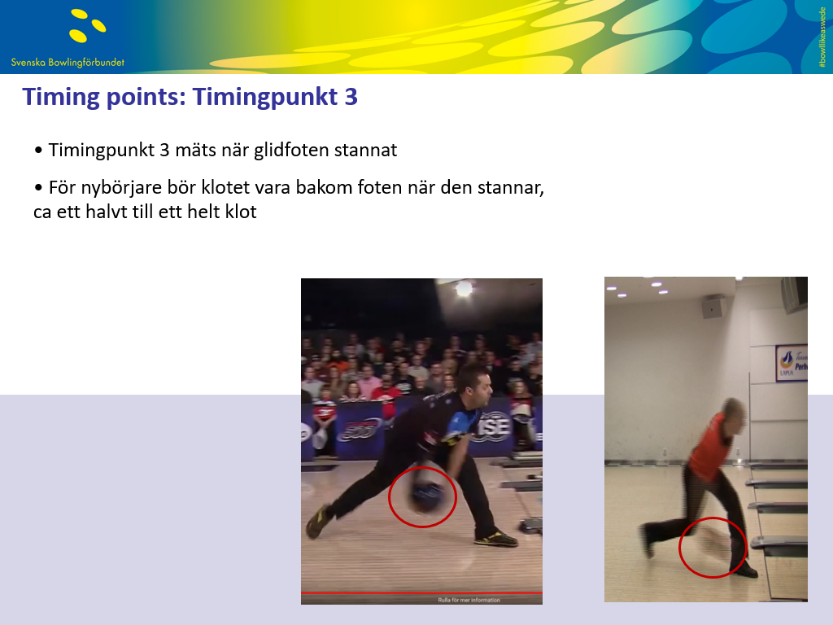 Svenska Bowlingförbundet
#bowllikeaswede
Timing points: Timingpunkt 3
• Timingpunkt 3 mäts när glidfoten stannat
• För nybörjare bör klotet vara bakom foten när den stannar,
ca ett halvt till ett helt klot
ISE
Rulla för mer information